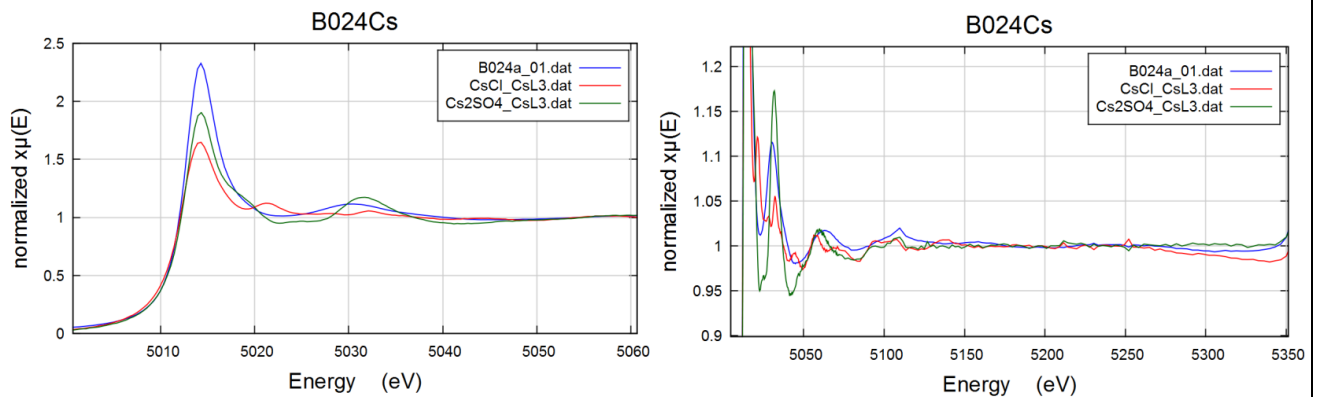 B024Cs
2.5
2
1.5
1
0.5
0
normalized xμ(E)
B024a_01.dat
CsCl_CsL3.dat
Cs2SO4_CsL3.dat
5010 5020 5030 5040 5050 5060
Energy (eV)
B024Cs
1.2
1.15
1.1
1.05
1
0.95
0.9
normalized xμ(E)
B024a_01.dat
CsCl_CsL3.dat
Cs2SO4_CsL3.dat
5050 5100 5150 5200 5250 5300 5350
Energy (eV)